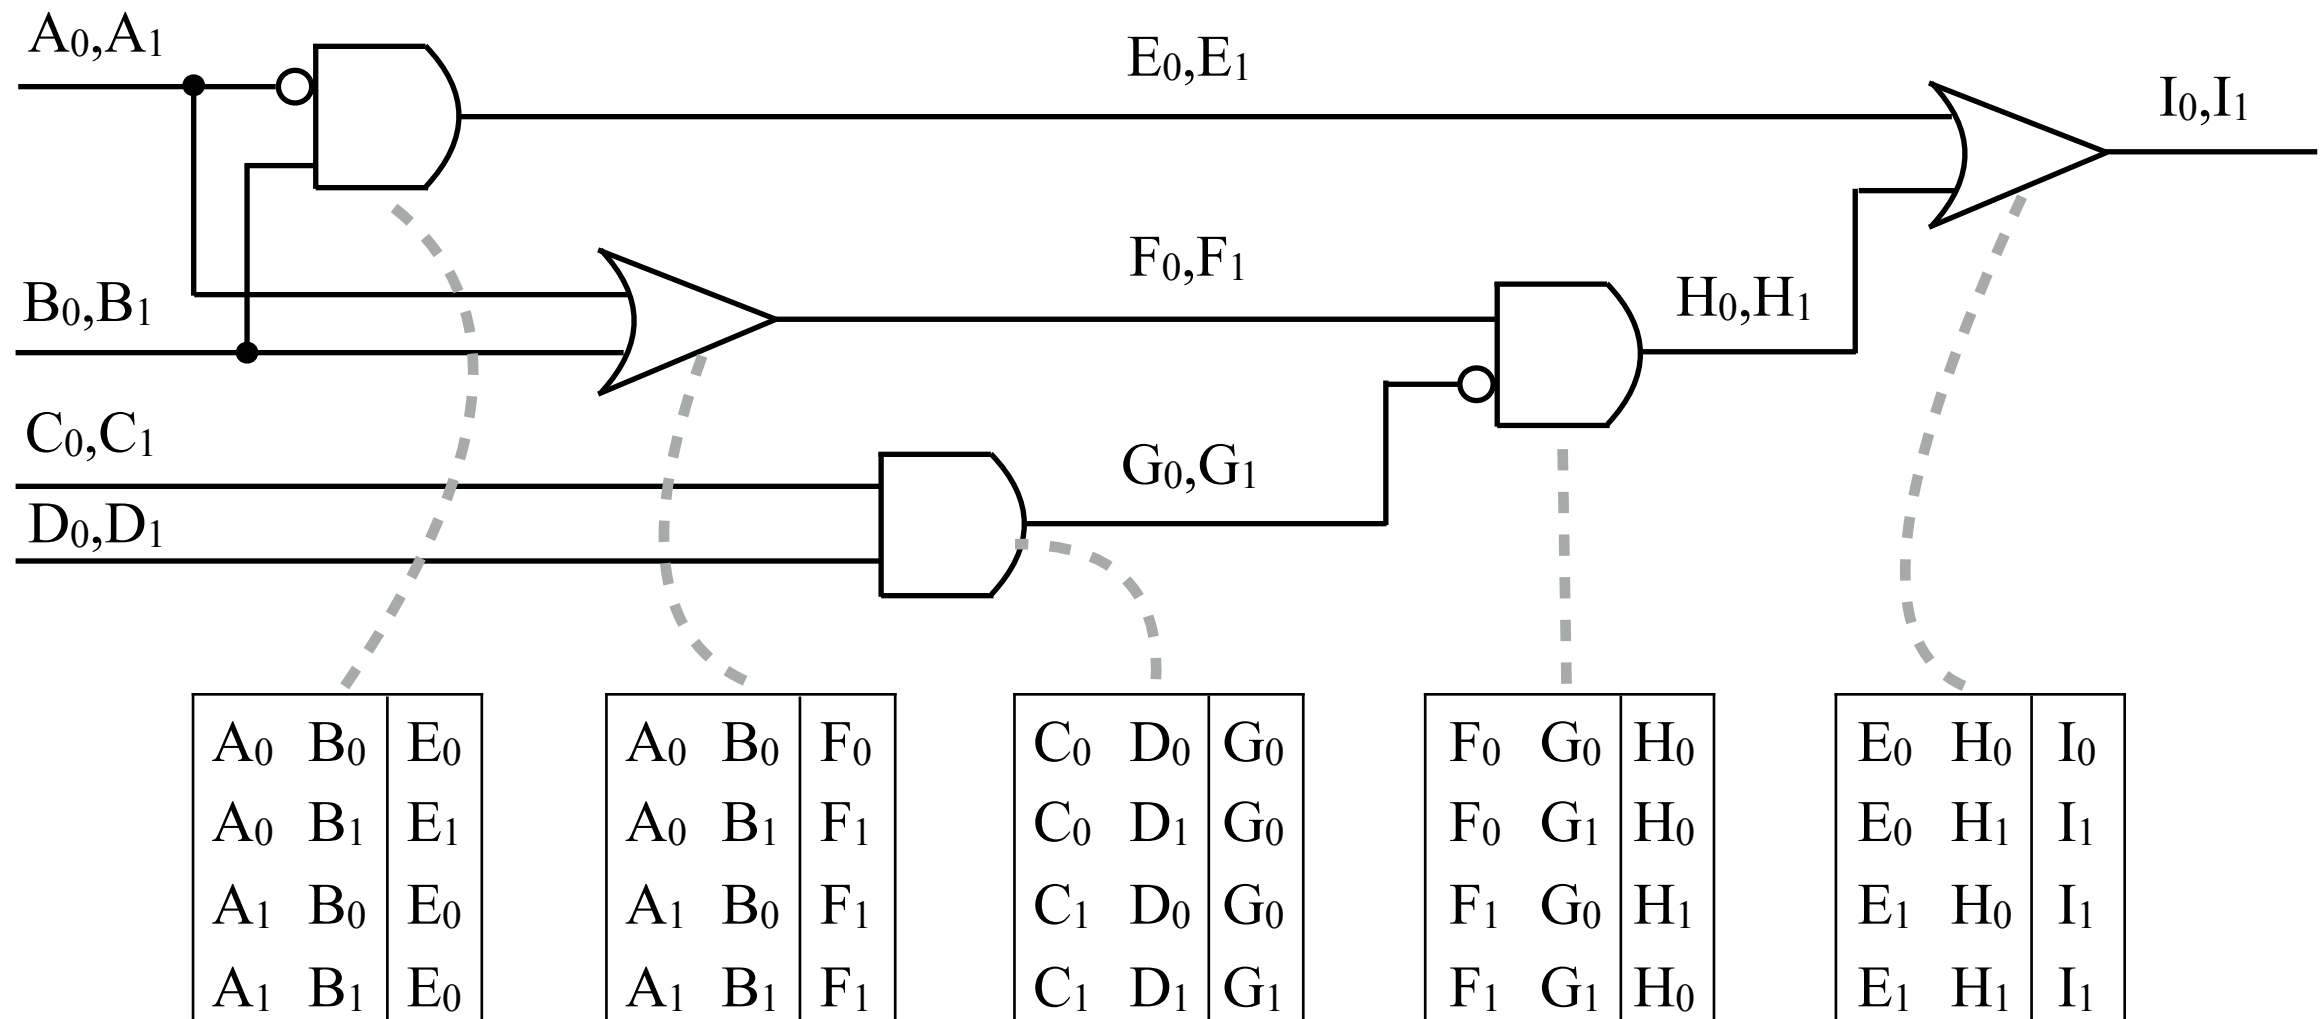 A₀,A₁
E₀,E₁
I₀,I₁
F₀,F₁
B₀,B₁
H₀,H₁
C₀,C₁
G₀,G₁
D₀,D₁
A₀ B₀ E₀
A₀ B₁ E₁
A₁ B₀ E₀
A₁ B₁ E₀
A₀ B₀ F₀
A₀ B₁ F₁
A₁ B₀ F₁
A₁ B₁ F₁
C₀ D₀ G₀
C₀ D₁ G₀
C₁ D₀ G₀
C₁ D₁ G₁
F₀ G₀ H₀
F₀ G₁ H₀
F₁ G₀ H₁
F₁ G₁ H₀
E₀ H₀ I₀
E₀ H₁ I₁
E₁ H₀ I₁
E₁ H₁ I₁